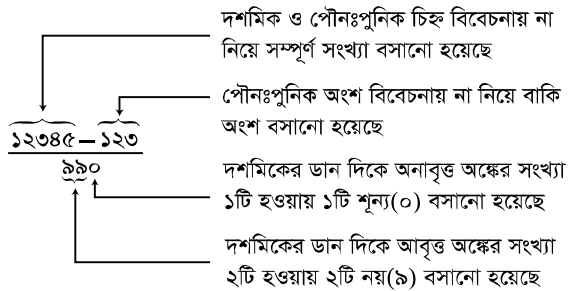 দশমিক ও পৌনঃপুনিক চিহ্ন বিবেচনায় না
নিয়ে সম্পূর্ণ সংখ্যা বসানো হয়েছে
পৌনঃপুনিক অংশ বিবেচনায় না নিয়ে বাকি
অংশ বসানো হয়েছে
১২৩৪৫ – ১২৩
৯৯০
দশমিকের ডান দিকে অনাবৃত্ত অঙ্কের সংখ্যা
১টি হওয়ায় ১টি শূন্য(০) বসানো হয়েছে
দশমিকের ডান দিকে আবৃত্ত অঙ্কের সংখ্যা
২টি হওয়ায় ২টি নয়(৯) বসানো হয়েছে